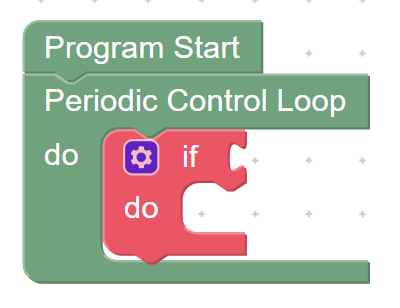 Program Start
Periodic Control Loop
do if
do